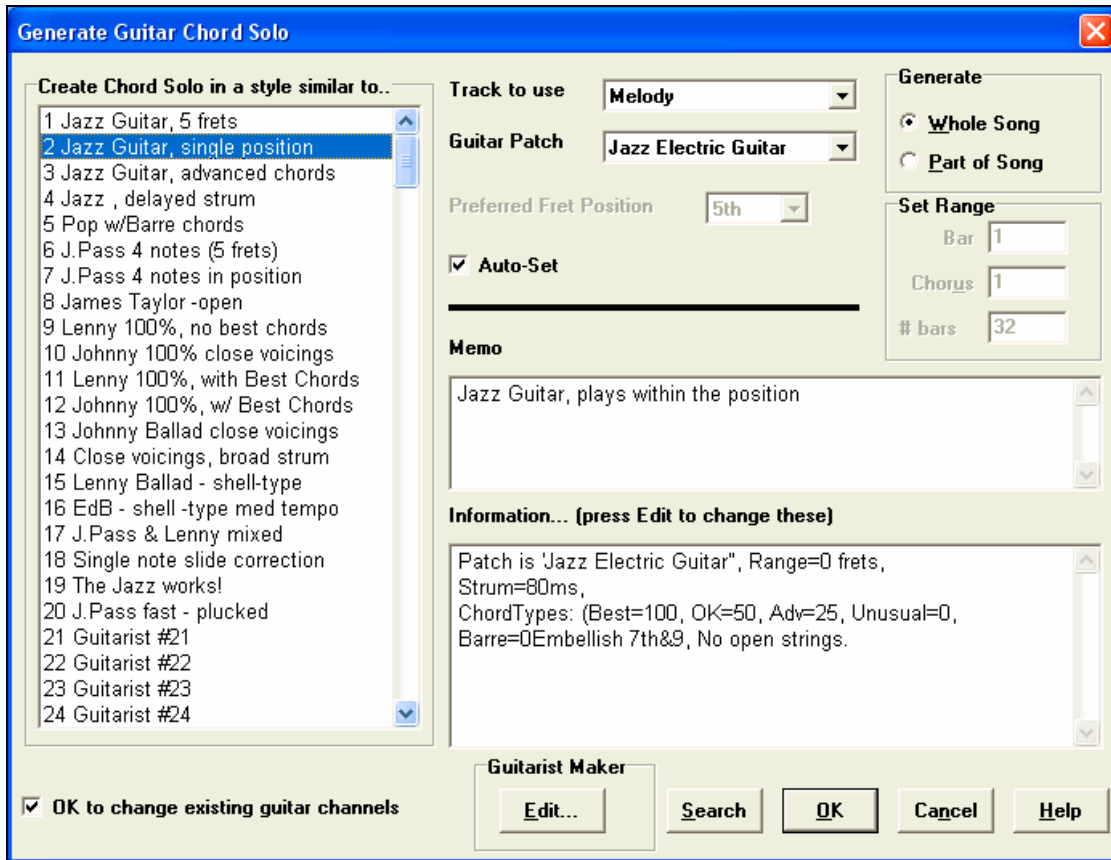 Generate Guitar Chord Solo
Create Chord Solo in a style similar to..
1 Jazz Guitar, 5 frets
2 Jazz Guitar, single position
3 Jazz Guitar, advanced chords
4 Jazz , delayed strum
5 Pop w/Barre chords
6 J.Pass 4 notes (5 frets)
7 J.Pass 4 notes in position
8 James Taylor -open
9 Lenny 100%, no best chords
10 Johnny 100% close voicings
11 Lenny 100%, with Best Chords
12 Johnny 100%, w/ Best Chords
13 Johnny Ballad close voicings
14 Close voicings, broad strum
15 Lenny Ballad - shell-type
16 EdB - shell -type med tempo
17 J.Pass & Lenny mixed
18 Single note slide correction
19 The Jazz works!
20 J.Pass fast - plucked
21 Guitarist #21
22 Guitarist #22
23 Guitarist #23
24 Guitarist #24
OK to change existing guitar channels
Track to use Melody
Guitar Patch Jazz Electric Guitar
Preferred Fret Position 5th
Auto-Set
Generate
Whole Song
Part of Song
Set Range
Bar 1
Chorus 1
# bars 32
Memo
Jazz Guitar, plays within the position
Information... (press Edit to change these)
Patch is 'Jazz Electric Guitar", Range=0 frets,
Strum=80ms,
ChordTypes: (Best=100, OK=50, Adv=25, Unusual=0,
Barre=0Embellish 7th&9, No open strings.
Guitarist Maker
Edit... Search OK Cancel Help